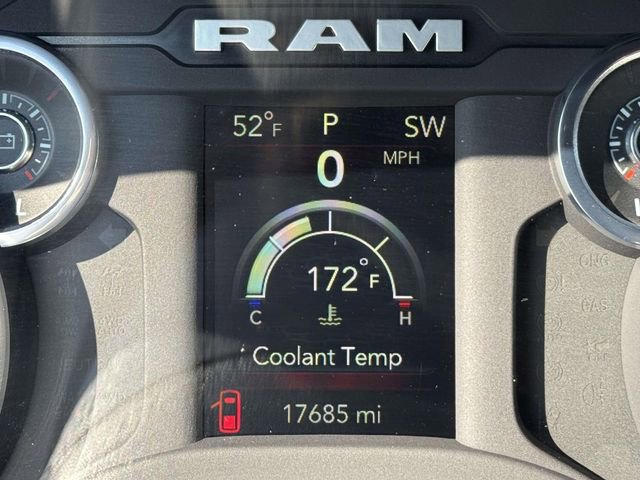 RAM
52°F P SW
0 MPH
172°F
C H
Coolant Temp
17685 mi